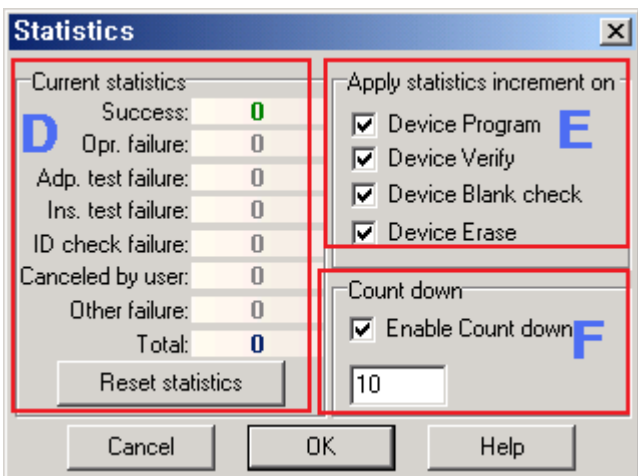 Statistics
Current statistics
Success: 0
Opr. failure: 0
Adp. test failure: 0
Ins. test failure: 0
ID check failure: 0
Canceled by user: 0
Other failure: 0
Total: 0
Reset statistics
D
Apply statistics increment on
Device Program
Device Verify
Device Blank check
Device Erase
E
Count down
Enable Count down
10
F
Cancel
OK
Help